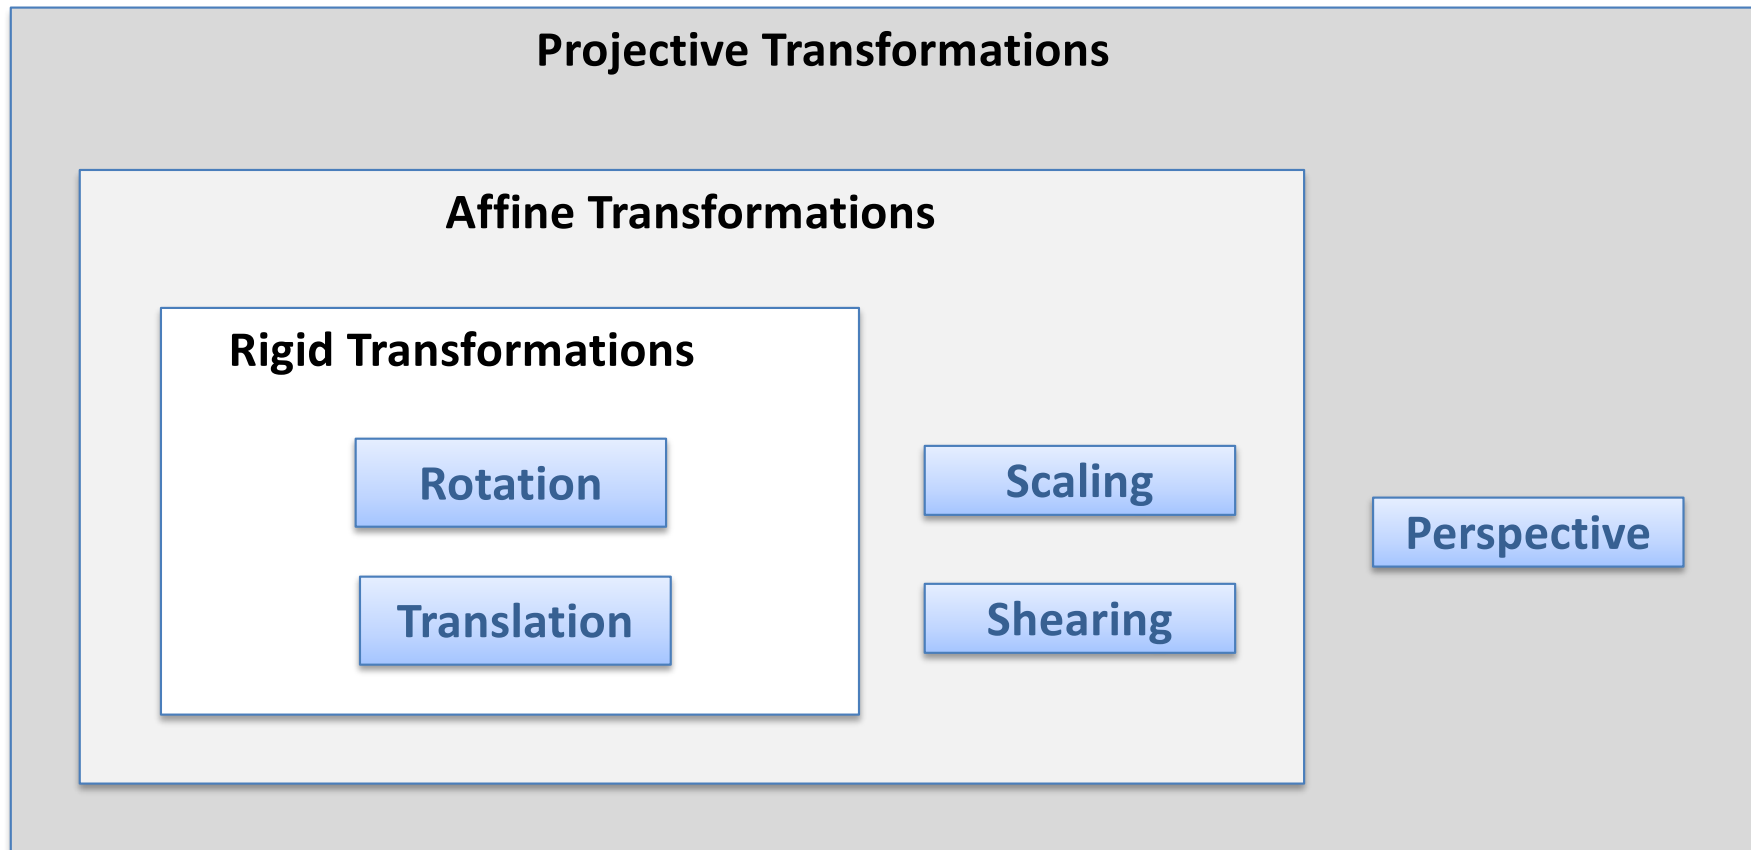 Projective Transformations
Affine Transformations
Rigid Transformations
Rotation
Scaling
Perspective
Translation
Shearing